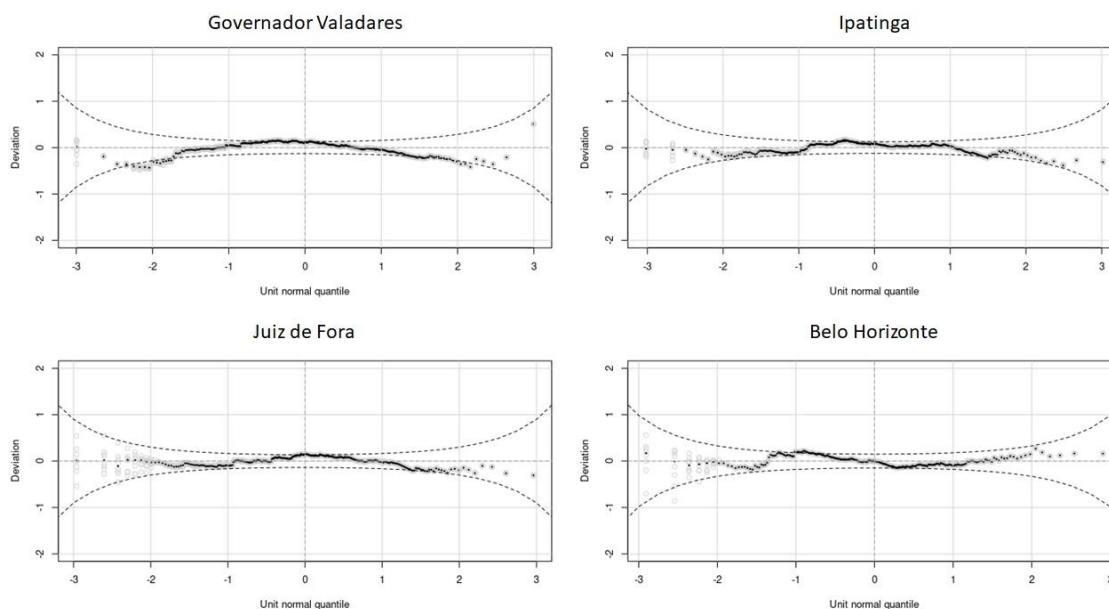 Governador Valadares
2
1
0
-1
-2
Deviation
-3 -2 -1 0 1 2 3
Unit normal quantile
Ipatinga
2
1
0
-1
-2
Deviation
-3 -2 -1 0 1 2 3
Unit normal quantile
Juiz de Fora
2
1
0
-1
-2
Deviation
-3 -2 -1 0 1 2 3
Unit normal quantile
Belo Horizonte
2
1
0
-1
-2
Deviation
-3 -2 -1 0 1 2 3
Unit normal quantile